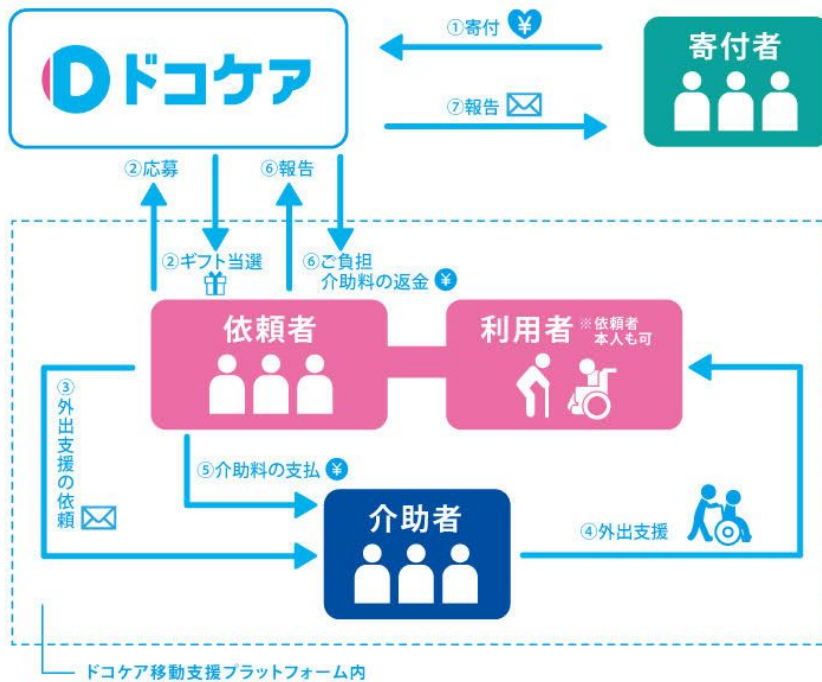 ドコケア
①寄付
¥
寄付者
⑦報告
②応募
⑥報告
②ギフト当選
⑥ご負担
介助料の返金 ¥
依頼者
利用者
※依頼者
本人も可
③外出支援の依頼
⑤介助料の支払 ¥
介助者
④外出支援
ドコケア移動支援プラットフォーム内